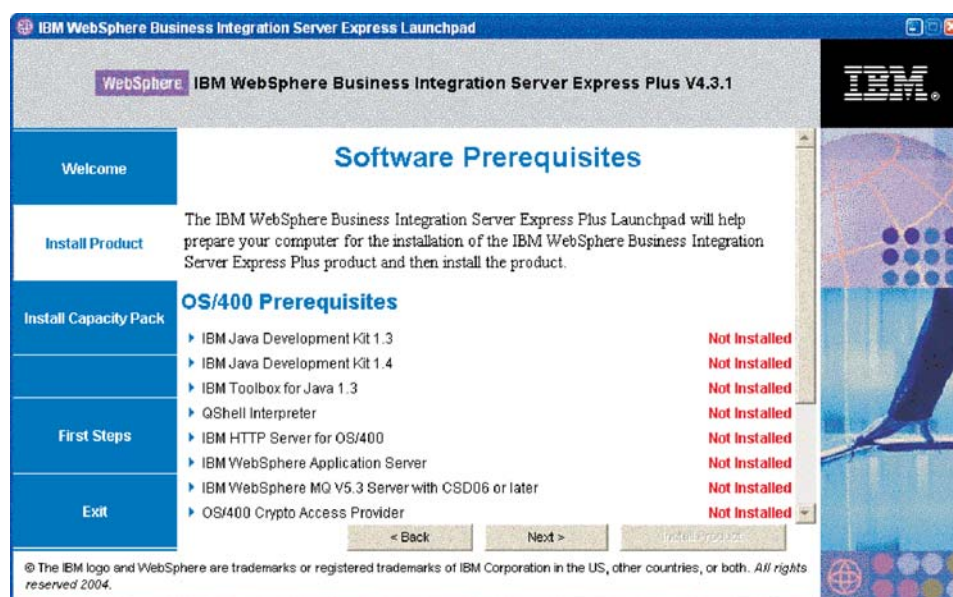 IBM WebSphere Business Integration Server Express Launchpad
WebSphere IBM WebSphere Business Integration Server Express Plus V4.3.1
IBM®
Welcome
Install Product
Install Capacity Pack
First Steps
Exit
Software Prerequisites
The IBM WebSphere Business Integration Server Express Plus Launchpad will help
prepare your computer for the installation of the IBM WebSphere Business Integration
Server Express Plus product and then install the product.
OS/400 Prerequisites
IBM Java Development Kit 1.3 Not Installed
IBM Java Development Kit 1.4 Not Installed
IBM Toolbox for Java 1.3 Not Installed
QShell Interpreter Not Installed
IBM HTTP Server for OS/400 Not Installed
IBM WebSphere Application Server Not Installed
IBM WebSphere MQ V5.3 Server with CSD06 or later Not Installed
OS/400 Crypto Access Provider Not Installed
< Back Next > Install Product
© The IBM logo and WebSphere are trademarks or registered trademarks of IBM Corporation in the US, other countries, or both. All rights
reserved 2004.